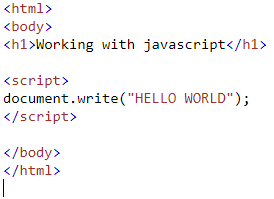 <html>
<body>
<h1>Working with javascript</h1>
<script>
document.write("HELLO WORLD");
</script>
</body>
</html>